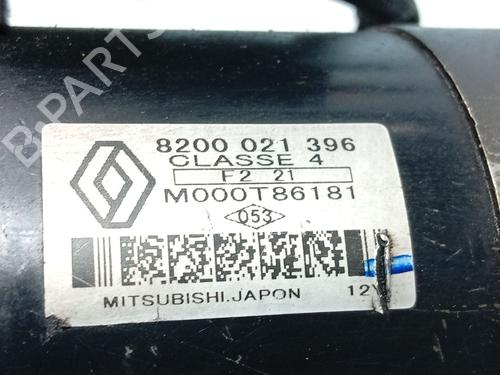 B-PARTS
8200 021 396
CLASSE 4
F2 21
M000T86181
053
MITSUBISHI.JAPON 12V